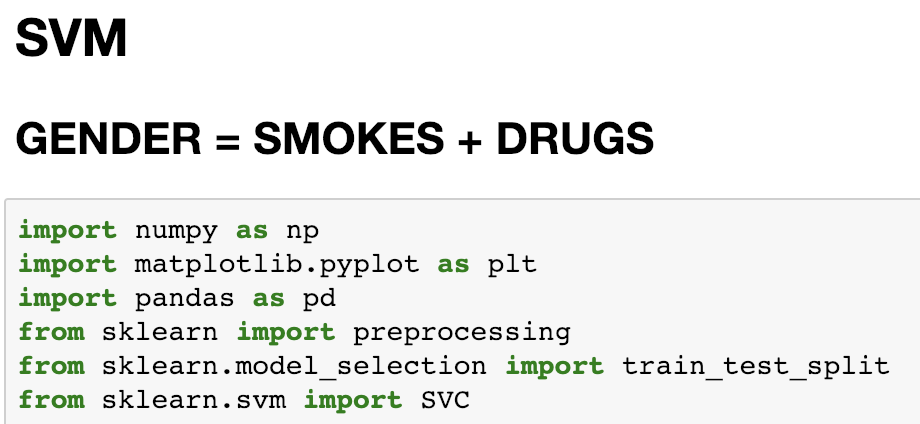 SVM
GENDER = SMOKES + DRUGS
import numpy as np
import matplotlib.pyplot as plt
import pandas as pd
from sklearn import preprocessing
from sklearn.model_selection import train_test_split
from sklearn.svm import SVC